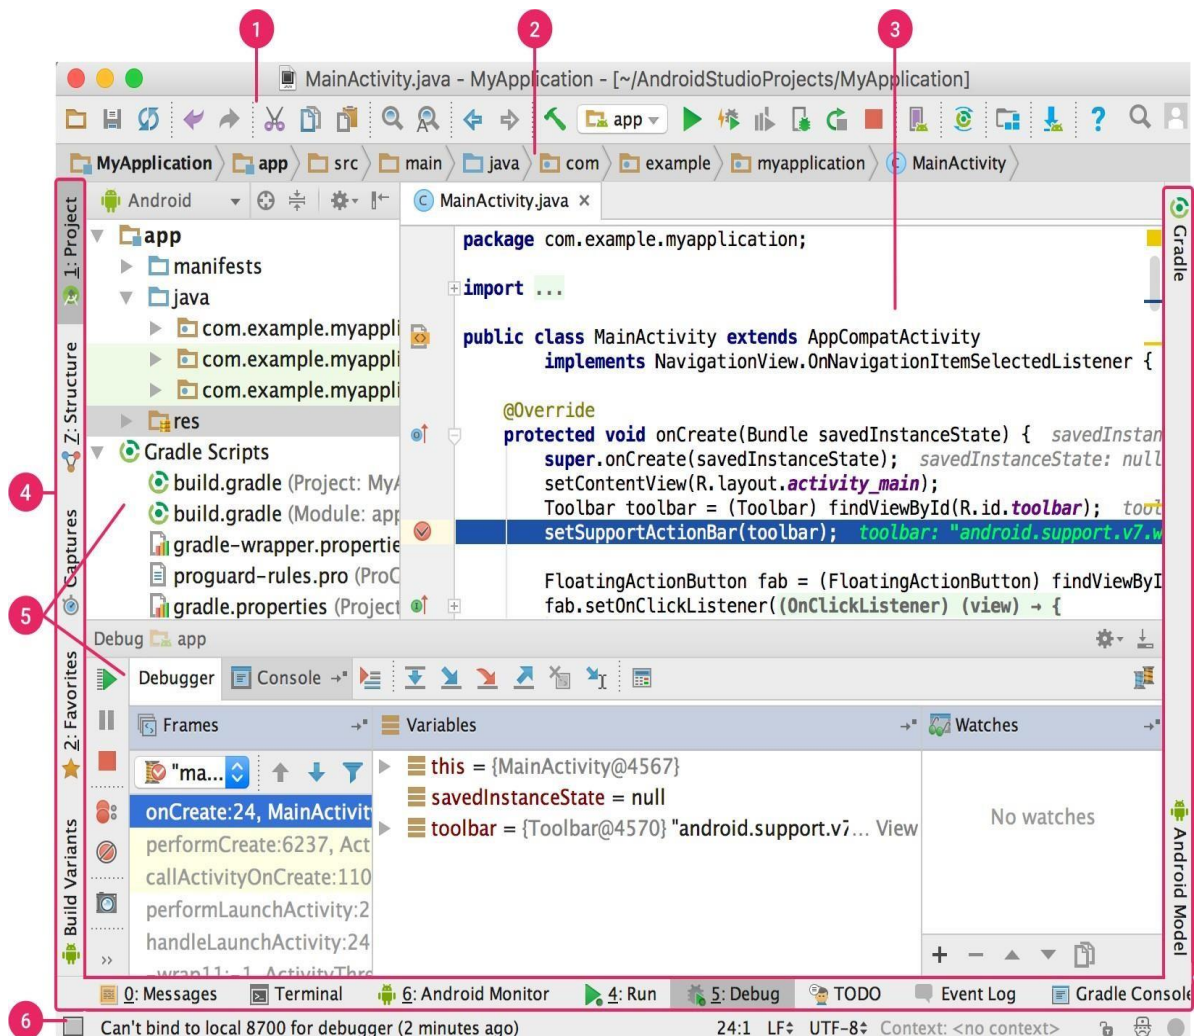 1
2
3
MainActivity.java - MyApplication - [~/AndroidStudioProjects/MyApplication]
app
?
MyApplication app src main java com example myapplication C MainActivity
1: Project
Z: Structure
Captures
2: Favorites
Build Variants
4
5
6
Android
app
manifests
java
com.example.myappli
com.example.myappli
com.example.myappli
res
Gradle Scripts
build.gradle (Project: MyA
build.gradle (Module: app
gradle-wrapper.propertie
proguard-rules.pro (ProC
gradle.properties (Project
C MainActivity.java ×
package com.example.myapplication;
import ...
public class MainActivity extends AppCompatActivity
implements NavigationView.OnNavigationItemSelectedListener {
@Override
protected void onCreate(Bundle savedInstanceState) { savedInstan
super.onCreate(savedInstanceState); savedInstanceState: null
setContentView(R.layout.activity_main);
Toolbar toolbar = (Toolbar) findViewById(R.id.toolbar); toot
setSupportActionBar(toolbar); toolbar: "android.support.v7.w
FloatingActionButton fab = (FloatingActionButton) findViewByI
fab.setOnClickListener((OnClickListener) (view) → {
Gradle
Android Model
Debug app
Debugger Console
Frames
"ma...
onCreate:24, MainActivit
performCreate:6237, Act
callActivityOnCreate:110
performLaunchActivity:2
handleLaunchActivity:24
-wrap11:-1, ActivityThre
Variables
this = {MainActivity@4567}
savedInstanceState = null
toolbar = {Toolbar@4570} "android.support.v7... View
Watches
No watches
0: Messages Terminal 6: Android Monitor 4: Run 5: Debug TODO Event Log Gradle Console
Can't bind to local 8700 for debugger (2 minutes ago) 24:1 LF÷ UTF-8÷ Context: <no context>